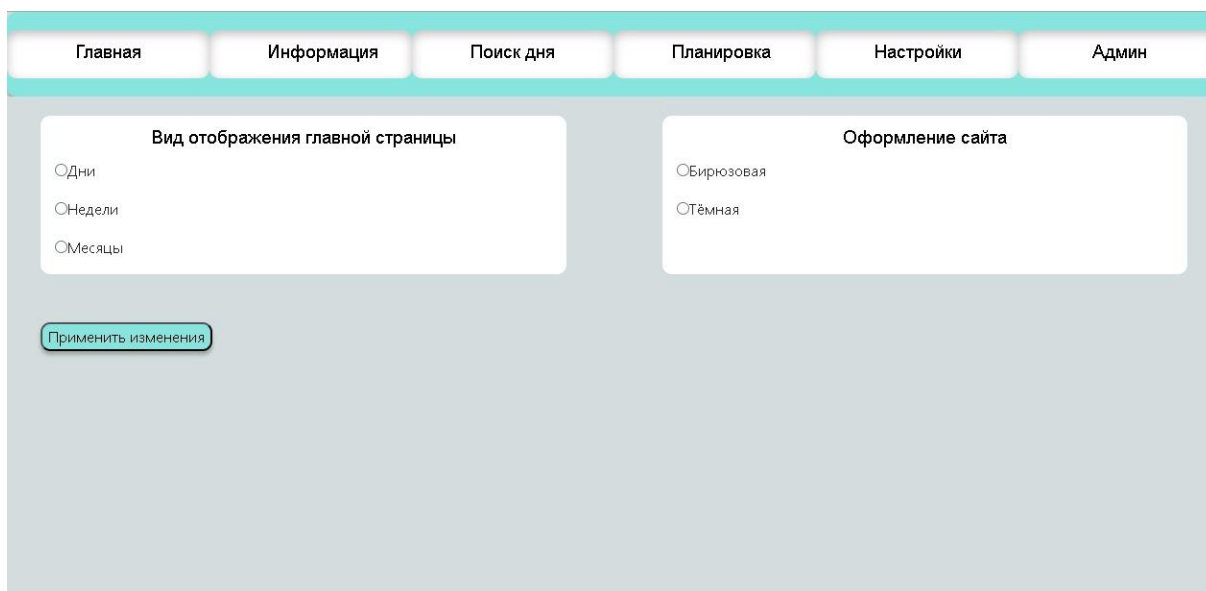 Главная Информация Поиск дня Планировка Настройки Админ
Вид отображения главной страницы
Дни
Недели
Месяцы
Оформление сайта
Бирюзовая
Тёмная
Применить изменения